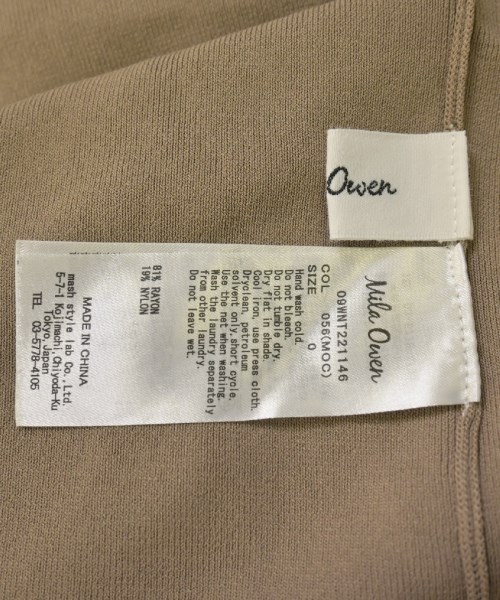 Owen
Mila Owen
09WNT221146
COL 056(MOC)
SIZE 0
Hand wash cold.
Do not bleach.
Do not tumble dry.
Dry flat in shade.
Cool iron, use press cloth.
Dryclean, petroleum
solvent only, short cycle.
Use the net when washing.
Wash the laundry separately
from other laundry.
Do not leave wet.
81% RAYON
19% NYLON
MADE IN CHINA
mash style lab Co.,Ltd.
5-7-1 Kojimachi Chiyoda-Ku
Tokyo, Japan
TEL 03-5778-4106